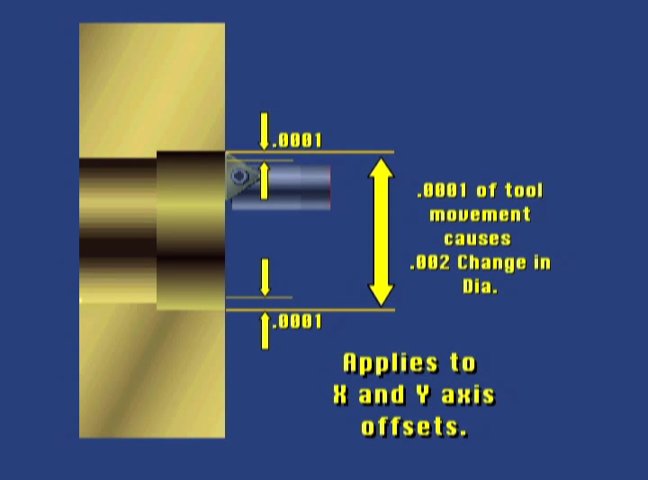 .0001
.0001 of tool
movement
causes
.002 Change in
Dia.
.0001
Applies to
X and Y axis
offsets.